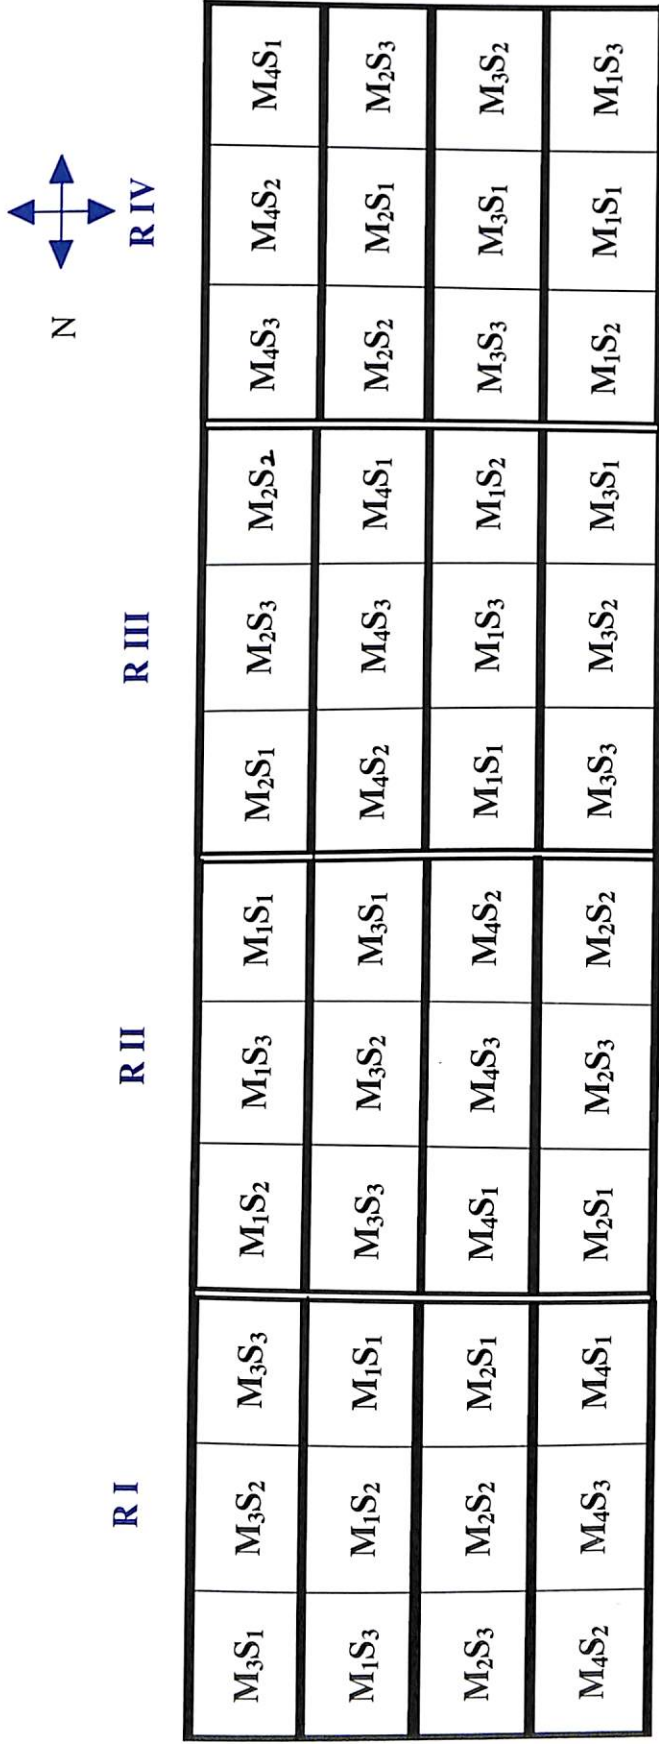 N
R I R II R III R IV
M₃S₁ M₃S₂ M₃S₃ M₁S₂ M₁S₃ M₁S₁ M₂S₁ M₂S₃ M₂S₂ M₄S₃ M₄S₂ M₄S₁
M₁S₃ M₁S₂ M₁S₁ M₃S₃ M₃S₂ M₃S₁ M₄S₂ M₄S₃ M₄S₁ M₂S₂ M₂S₁ M₂S₃
M₂S₃ M₂S₂ M₂S₁ M₄S₁ M₄S₃ M₄S₂ M₁S₁ M₁S₃ M₁S₂ M₃S₃ M₃S₁ M₃S₂
M₄S₂ M₄S₃ M₄S₁ M₂S₁ M₂S₃ M₂S₂ M₃S₃ M₃S₂ M₃S₁ M₁S₂ M₁S₁ M₁S₃